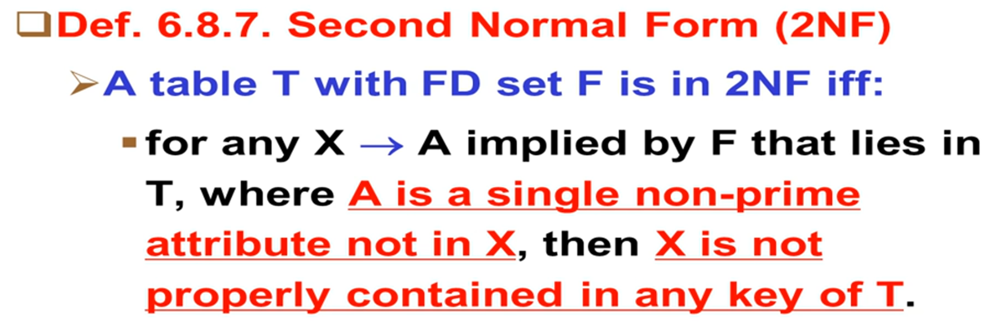 Def. 6.8.7. Second Normal Form (2NF)
A table T with FD set F is in 2NF iff:
for any X → A implied by F that lies in
T, where A is a single non-prime
attribute not in X, then X is not
properly contained in any key of T.